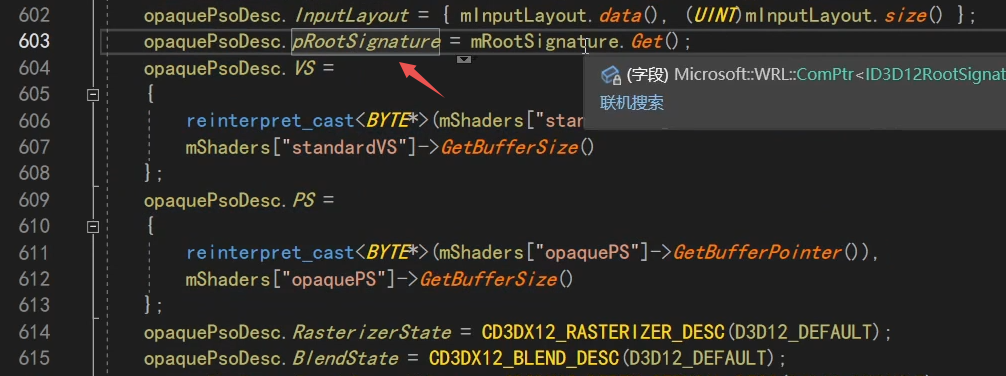 602 opaquePsoDesc.InputLayout = { mInputLayout.data(), (UINT)mInputLayout.size() };
603 opaquePsoDesc.pRootSignature = mRootSignature.Get();
604 opaquePsoDesc.VS =
(字段) Microsoft::WRL::ComPtr<ID3D12RootSignat
605 {
联机搜索
606 reinterpret_cast<BYTE*>(mShaders["stan
607 mShaders["standardVS"]->GetBufferSize()
608 };
609 opaquePsoDesc.PS =
610 {
611 reinterpret_cast<BYTE*>(mShaders["opaquePS"]->GetBufferPointer()),
612 mShaders["opaquePS"]->GetBufferSize()
613 };
614 opaquePsoDesc.RasterizerState = CD3DX12_RASTERIZER_DESC(D3D12_DEFAULT);
615 opaquePsoDesc.BlendState = CD3DX12_BLEND_DESC(D3D12_DEFAULT);